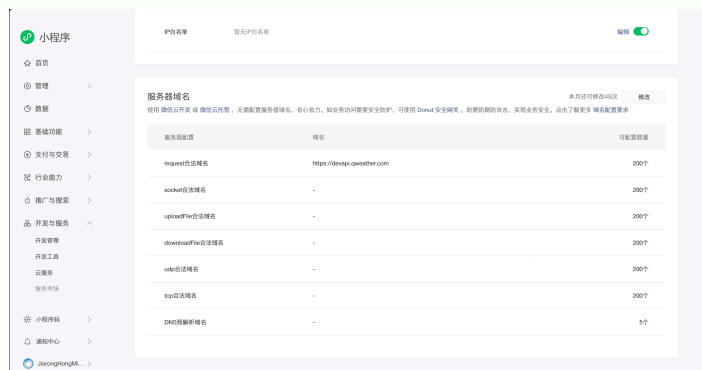 小程序
首页
管理
数据
基础功能
支付与交易
行业能力
推广与搜索
开发与服务
开发管理
开发工具
云服务
服务市场
小程序码
通知中心
JiarongHongMi...
IP白名单 暂无IP白名单 编辑
服务器域名 本月还可修改49次 修改
使用 微信云开发 或 微信云托管 ，无需配置服务器域名，省心省力。如业务访问需要安全防护，可使用 Donut 安全网关 ，防爬防刷防攻击，实现业务安全。点击了解更多 域名配置要求
服务器配置 域名 可配置数量
request合法域名 https://devapi.qweather.com 200个
socket合法域名 - 200个
uploadFile合法域名 - 200个
downloadFile合法域名 - 200个
udp合法域名 - 200个
tcp合法域名 - 200个
DNS预解析域名 - 5个